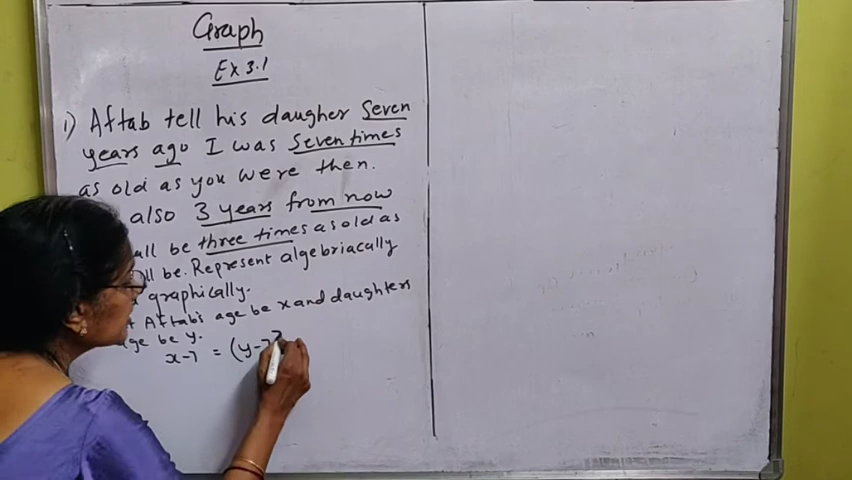 Graph
Ex 3.1
1) Aftab tell his daugher Seven
years ago I was Seven times
as old as you were then.
also 3 years from now
all be three times as old as
ll be. Represent algebriacally
graphically.
Aftab's age be x and daughters
age be y.
x-7 = (y-7)